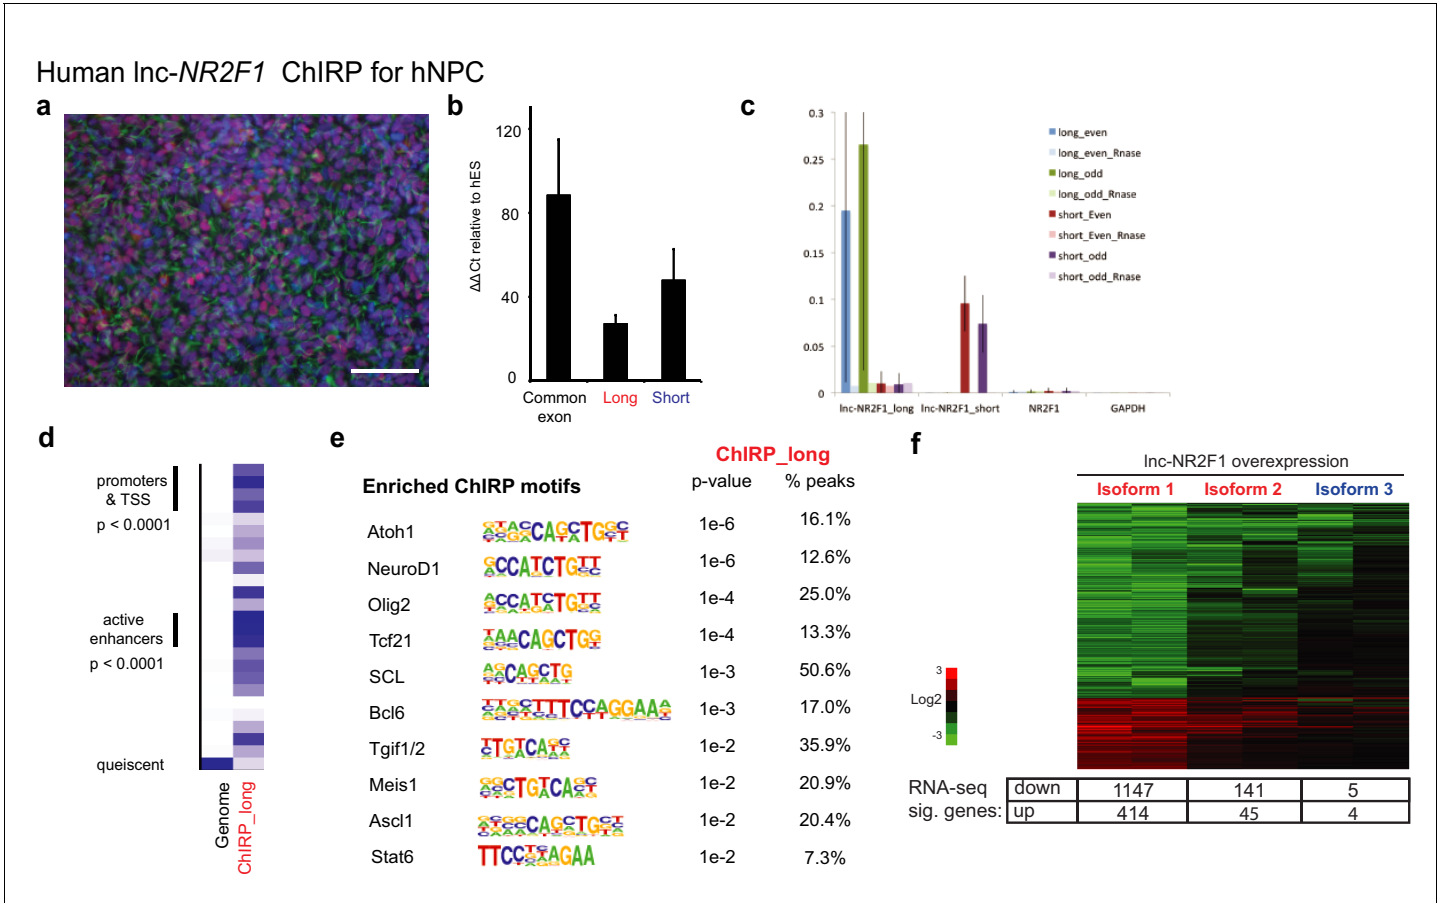 Human lnc-NR2F1 ChIRP for hNPC
a
b
ΔΔCt relative to hES
120
80
40
0
Common exon
Long
Short
c
0.3
0.25
0.2
0.15
0.1
0.05
0
long_even
long_even_Rnase
long_odd
long_odd_Rnase
short_Even
short_Even_Rnase
short_odd
short_odd_Rnase
lnc-NR2F1_long
lnc-NR2F1_short
NR2F1
GAPDH
d
promoters
& TSS
p < 0.0001
active
enhancers
p < 0.0001
queiscent
Genome
ChIRP_long
e
ChIRP_long
Enriched ChIRP motifs
p-value
% peaks
Atoh1 1e-6 16.1%
NeuroD1 1e-6 12.6%
Olig2 1e-4 25.0%
Tcf21 1e-4 13.3%
SCL 1e-3 50.6%
Bcl6 1e-3 17.0%
Tgif1/2 1e-2 35.9%
Meis1 1e-2 20.9%
Ascl1 1e-2 20.4%
Stat6 1e-2 7.3%
f
lnc-NR2F1 overexpression
Isoform 1 Isoform 2 Isoform 3
3
Log2
-3
RNA-seq
sig. genes:
down 1147 141 5
up 414 45 4